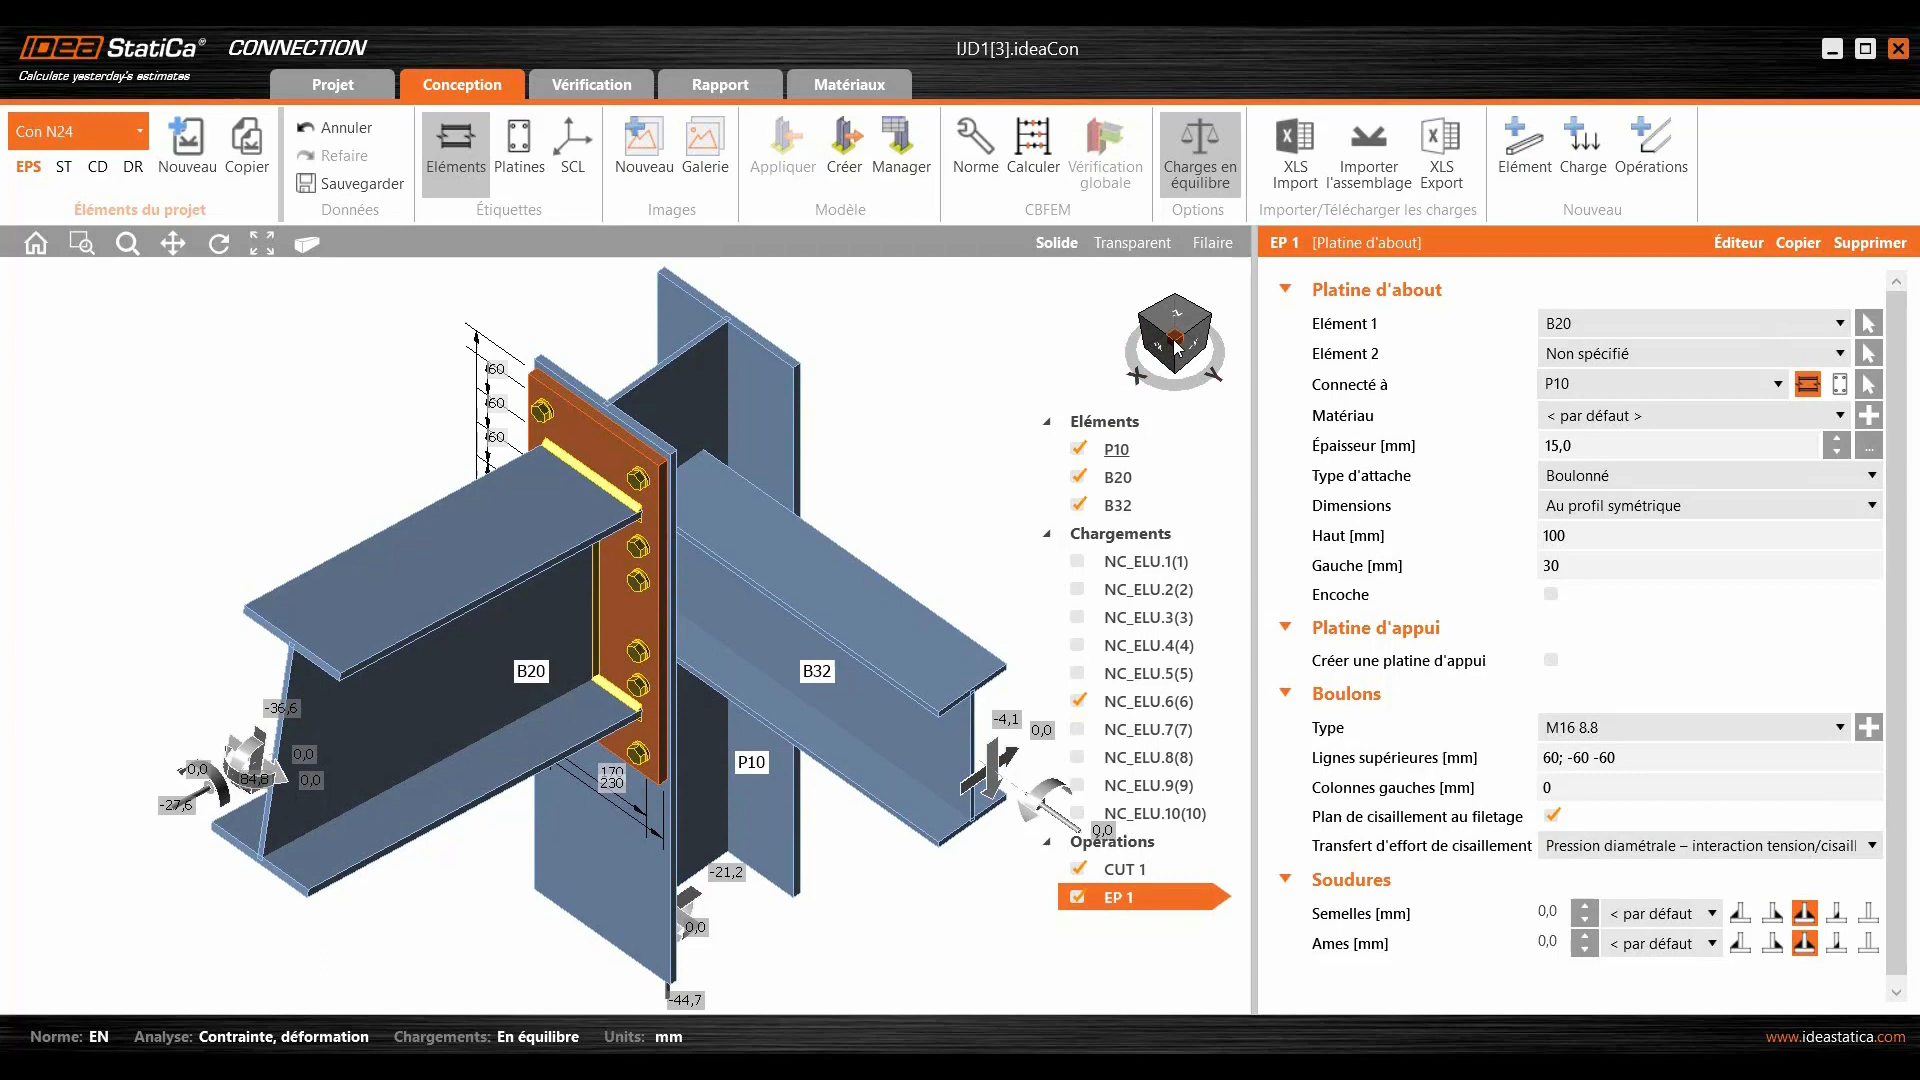 IDEA StatiCa® CONNECTION
Calculate yesterday's estimates
IJD1[3].ideaCon
Projet
Conception
Vérification
Rapport
Matériaux
Con N24
EPS ST CD DR
Nouveau
Copier
Éléments du projet
Annuler
Refaire
Sauvegarder
Données
Eléments
Platines
SCL
Étiquettes
Nouveau
Galerie
Images
Appliquer
Créer
Manager
Modèle
Norme
Calculer
Vérification
globale
CBFEM
Charges en
équilibre
Options
XLS
Import
Importer
l'assemblage
XLS
Export
Importer/Télécharger les charges
Elément
Charge
Opérations
Nouveau
Solide Transparent Filaire
EP 1 [Platine d'about]
Éditeur Copier Supprimer
60
60
60
B20
B32
P10
170
230
-36,6
0,0
0,0
0,0
84,8
-27,6
-4,1
0,0
0,0
-21,2
0,0
-44,7
Z
X
Y
Eléments
P10
B20
B32
Chargements
NC_ELU.1(1)
NC_ELU.2(2)
NC_ELU.3(3)
NC_ELU.4(4)
NC_ELU.5(5)
NC_ELU.6(6)
NC_ELU.7(7)
NC_ELU.8(8)
NC_ELU.9(9)
NC_ELU.10(10)
Opérations
CUT 1
EP 1
Platine d'about
Elément 1 B20
Elément 2 Non spécifié
Connecté à P10
Matériau < par défaut >
Épaisseur [mm] 15,0 ...
Type d'attache Boulonné
Dimensions Au profil symétrique
Haut [mm] 100
Gauche [mm] 30
Encoche
Platine d'appui
Créer une platine d'appui
Boulons
Type M16 8.8
Lignes supérieures [mm] 60; -60 -60
Colonnes gauches [mm] 0
Plan de cisaillement au filetage
Transfert d'effort de cisaillement Pression diamétrale – interaction tension/cisaill
Soudures
Semelles [mm] 0,0 < par défaut
Ames [mm] 0,0 < par défaut
Norme: EN Analyse: Contrainte, déformation Chargements: En équilibre Units: mm
www.ideastatica.com